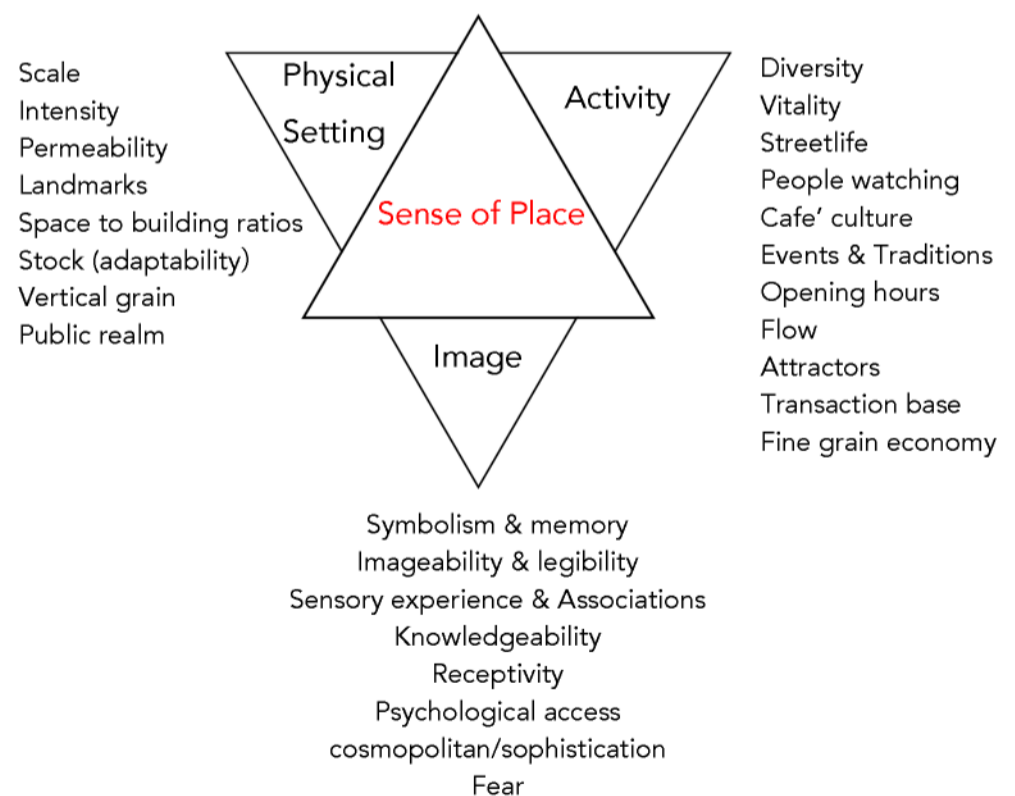 Physical
Setting
Activity
Sense of Place
Image
Scale
Intensity
Permeability
Landmarks
Space to building ratios
Stock (adaptability)
Vertical grain
Public realm
Diversity
Vitality
Streetlife
People watching
Cafe’ culture
Events & Traditions
Opening hours
Flow
Attractors
Transaction base
Fine grain economy
Symbolism & memory
Imageability & legibility
Sensory experience & Associations
Knowledgeability
Receptivity
Psychological access
cosmopolitan/sophistication
Fear